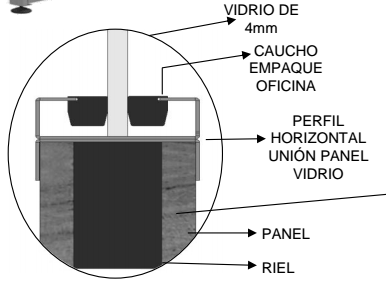 VIDRIO DE
4mm
CAUCHO
EMPAQUE
OFICINA
PERFIL
HORIZONTAL
UNIÓN PANEL
VIDRIO
PANEL
RIEL